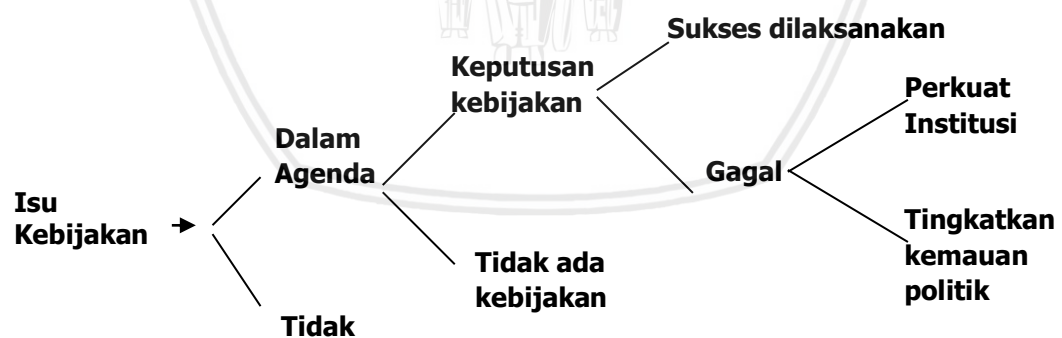 Sukses dilaksanakan
Keputusan
kebijakan
Perkuat
Institusi
Dalam
Agenda
Gagal
Isu
Kebijakan
Tingkatkan
kemauan
politik
Tidak ada
kebijakan
Tidak